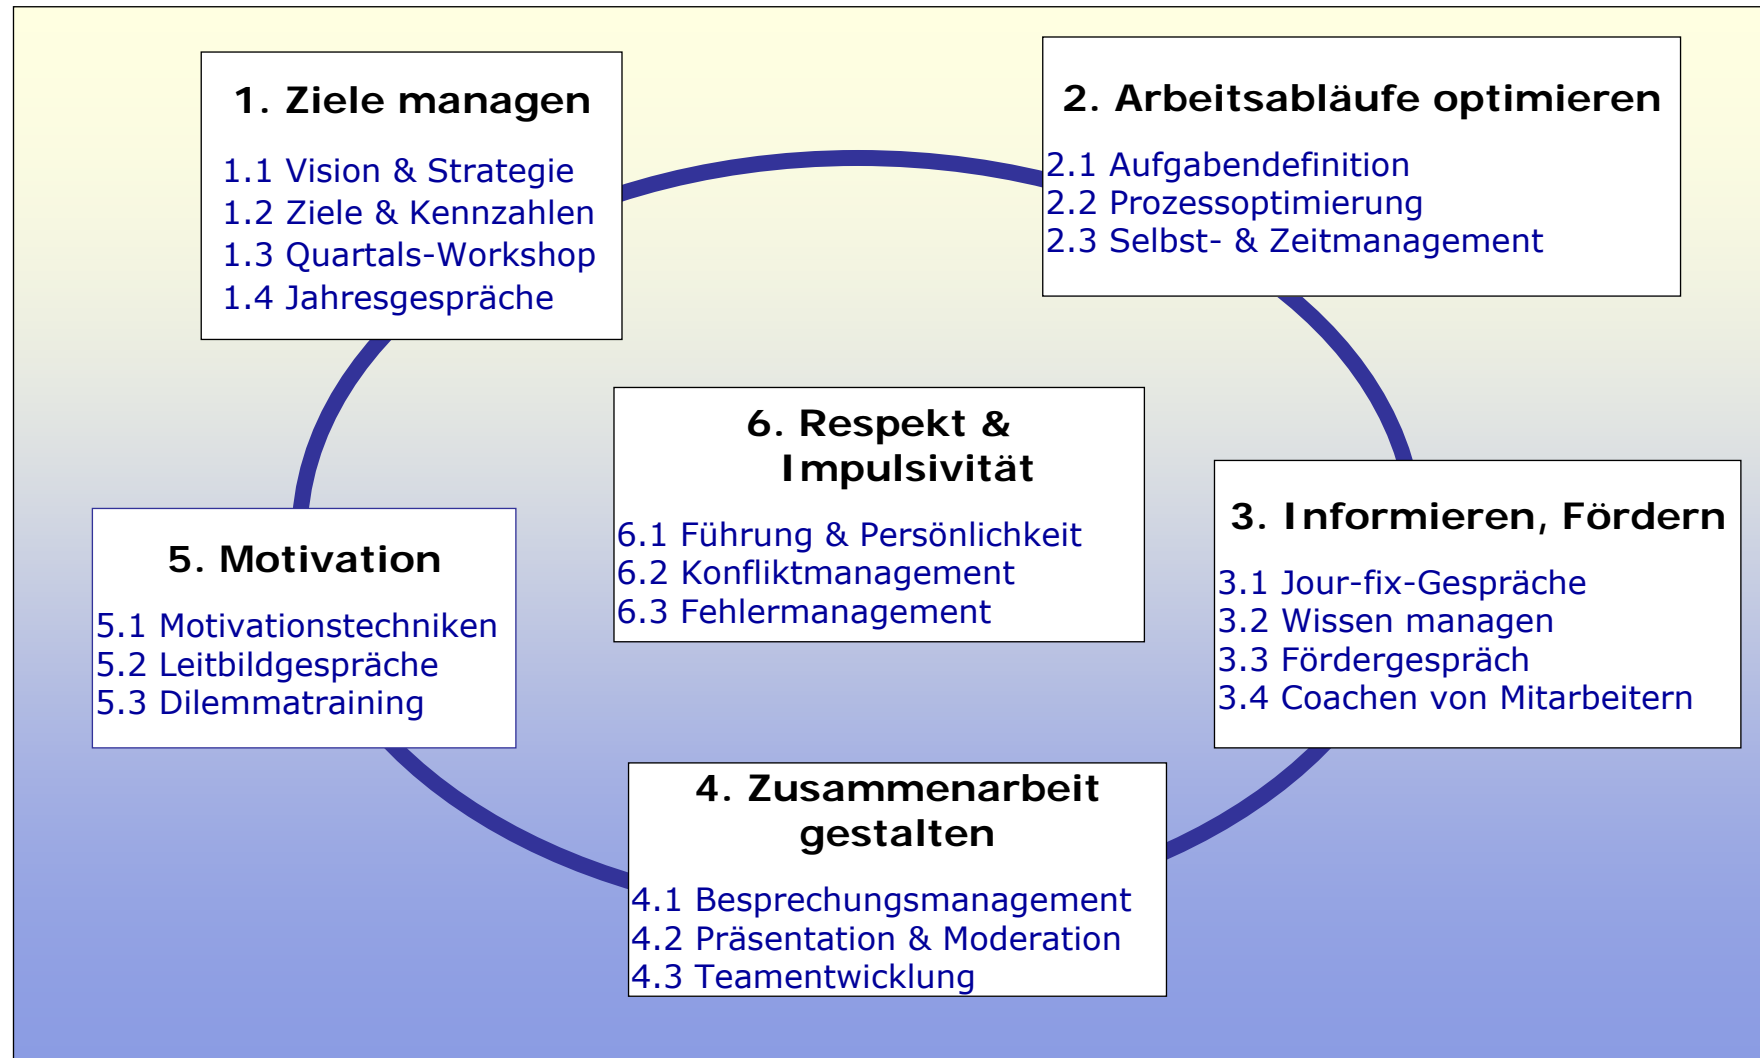 1. Ziele managen
1.1 Vision & Strategie
1.2 Ziele & Kennzahlen
1.3 Quartals-Workshop
1.4 Jahresgespräche
2. Arbeitsabläufe optimieren
2.1 Aufgabendefinition
2.2 Prozessoptimierung
2.3 Selbst- & Zeitmanagement
3. Informieren, Fördern
3.1 Jour-fix-Gespräche
3.2 Wissen managen
3.3 Fördergespräch
3.4 Coachen von Mitarbeitern
4. Zusammenarbeit
gestalten
4.1 Besprechungsmanagement
4.2 Präsentation & Moderation
4.3 Teamentwicklung
5. Motivation
5.1 Motivationstechniken
5.2 Leitbildgespräche
5.3 Dilemmatraining
6. Respekt &
Impulsivität
6.1 Führung & Persönlichkeit
6.2 Konfliktmanagement
6.3 Fehlermanagement